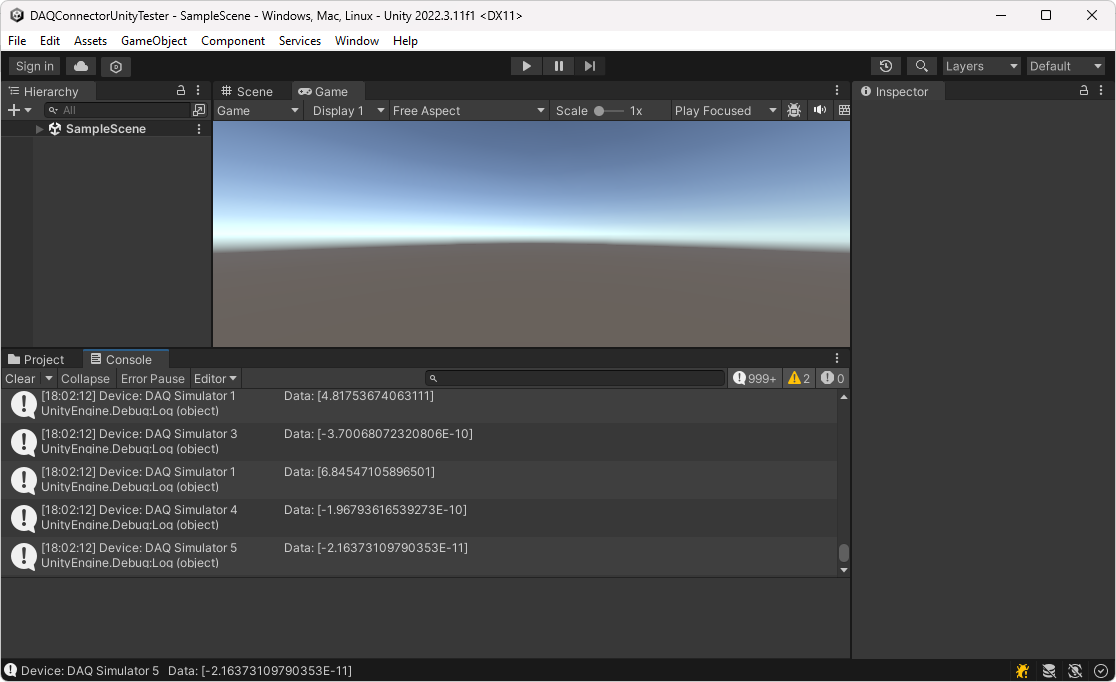 DAQConnectorUnityTester - SampleScene - Windows, Mac, Linux - Unity 2022.3.11f1 <DX11>
File Edit Assets GameObject Component Services Window Help
Sign in Layers Default
Hierarchy
All
SampleScene
Scene Game
Game Display 1 Free Aspect Scale 1x Play Focused
Inspector
Project Console
Clear Collapse Error Pause Editor 999+ 2 0
[18:02:12] Device: DAQ Simulator 1 Data: [4.81753674063111]
UnityEngine.Debug:Log (object)
[18:02:12] Device: DAQ Simulator 3 Data: [-3.70068072320806E-10]
UnityEngine.Debug:Log (object)
[18:02:12] Device: DAQ Simulator 1 Data: [6.84547105896501]
UnityEngine.Debug:Log (object)
[18:02:12] Device: DAQ Simulator 4 Data: [-1.96793616539273E-10]
UnityEngine.Debug:Log (object)
[18:02:12] Device: DAQ Simulator 5 Data: [-2.16373109790353E-11]
UnityEngine.Debug:Log (object)
Device: DAQ Simulator 5 Data: [-2.16373109790353E-11]